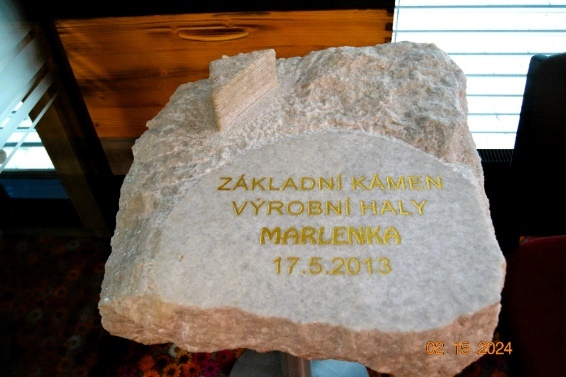 ZÁKLADNÍ KÁMEN
VÝROBNÍ HALY
MARLENKA
17.5.2013
02 15 2024